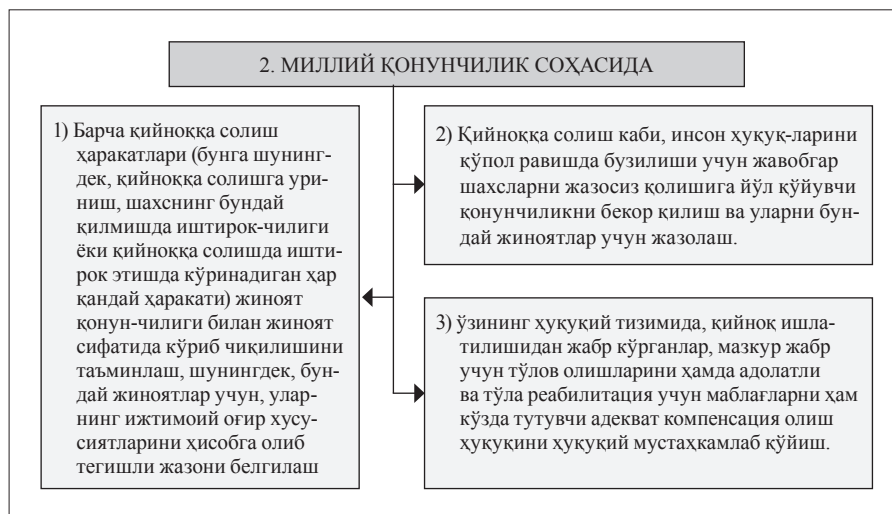 2. МИЛЛИЙ ҚОНУНЧИЛИК СОҲАСИДА
1) Барча қийноққа солиш
ҳаракатлари (бунга шунинг-
дек, қийноққа солишга ури-
ниш, шахснинг бундай
қилмишда иштирок-чилиги
ёки қийноққа солишда ишти-
рок этишда кўринадиган ҳар
қандай ҳаракати) жиноят
қонун-чилиги билан жиноят
сифатида кўриб чиқилишини
таъминлаш, шунингдек, бун-
дай жиноятлар учун, улар-
нинг ижтимоий оғир хусу-
сиятларини ҳисобга олиб
тегишли жазони белгилаш
2) Қийноққа солиш каби, инсон ҳуқуқ-ларини
қўпол равишда бузилиши учун жавобгар
шахсларни жазосиз қолишига йўл қўйувчи
қонунчиликни бекор қилиш ва уларни бун-
дай жиноятлар учун жазолаш.
3) ўзининг ҳуқуқий тизимида, қийноқ ишла-
тилишидан жабр кўрганлар, мазкур жабр
учун тўлов олишларини ҳамда адолатли
ва тўла реабилитация учун маблағларни ҳам
кўзда тутувчи адекват компенсация олиш
ҳуқуқини ҳуқуқий мустаҳкамлаб қўйиш.